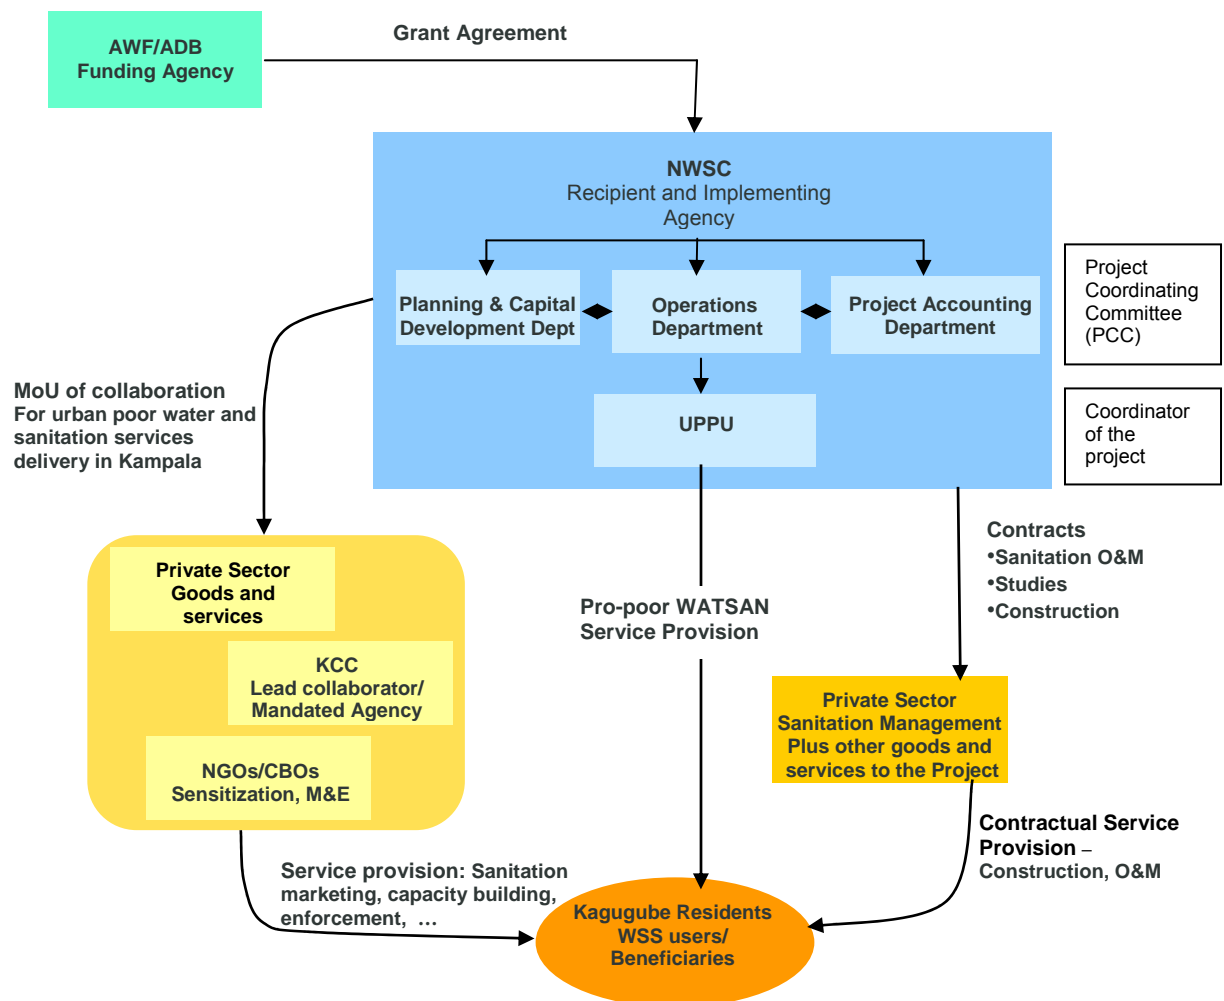 AWF/ADB
Funding Agency
Grant Agreement
NWSC
Recipient and Implementing
Agency
Planning & Capital
Development Dept
Operations
Department
Project Accounting
Department
Project
Coordinating
Committee
(PCC)
UPPU
Coordinator
of the
project
MoU of collaboration
For urban poor water and
sanitation services
delivery in Kampala
Private Sector
Goods and
services
KCC
Lead collaborator/
Mandated Agency
NGOs/CBOs
Sensitization, M&E
Pro-poor WATSAN
Service Provision
Contracts
•Sanitation O&M
•Studies
•Construction
Private Sector
Sanitation Management
Plus other goods and
services to the Project
Service provision: Sanitation
marketing, capacity building,
enforcement, …
Contractual Service
Provision –
Construction, O&M
Kagugube Residents
WSS users/
Beneficiaries